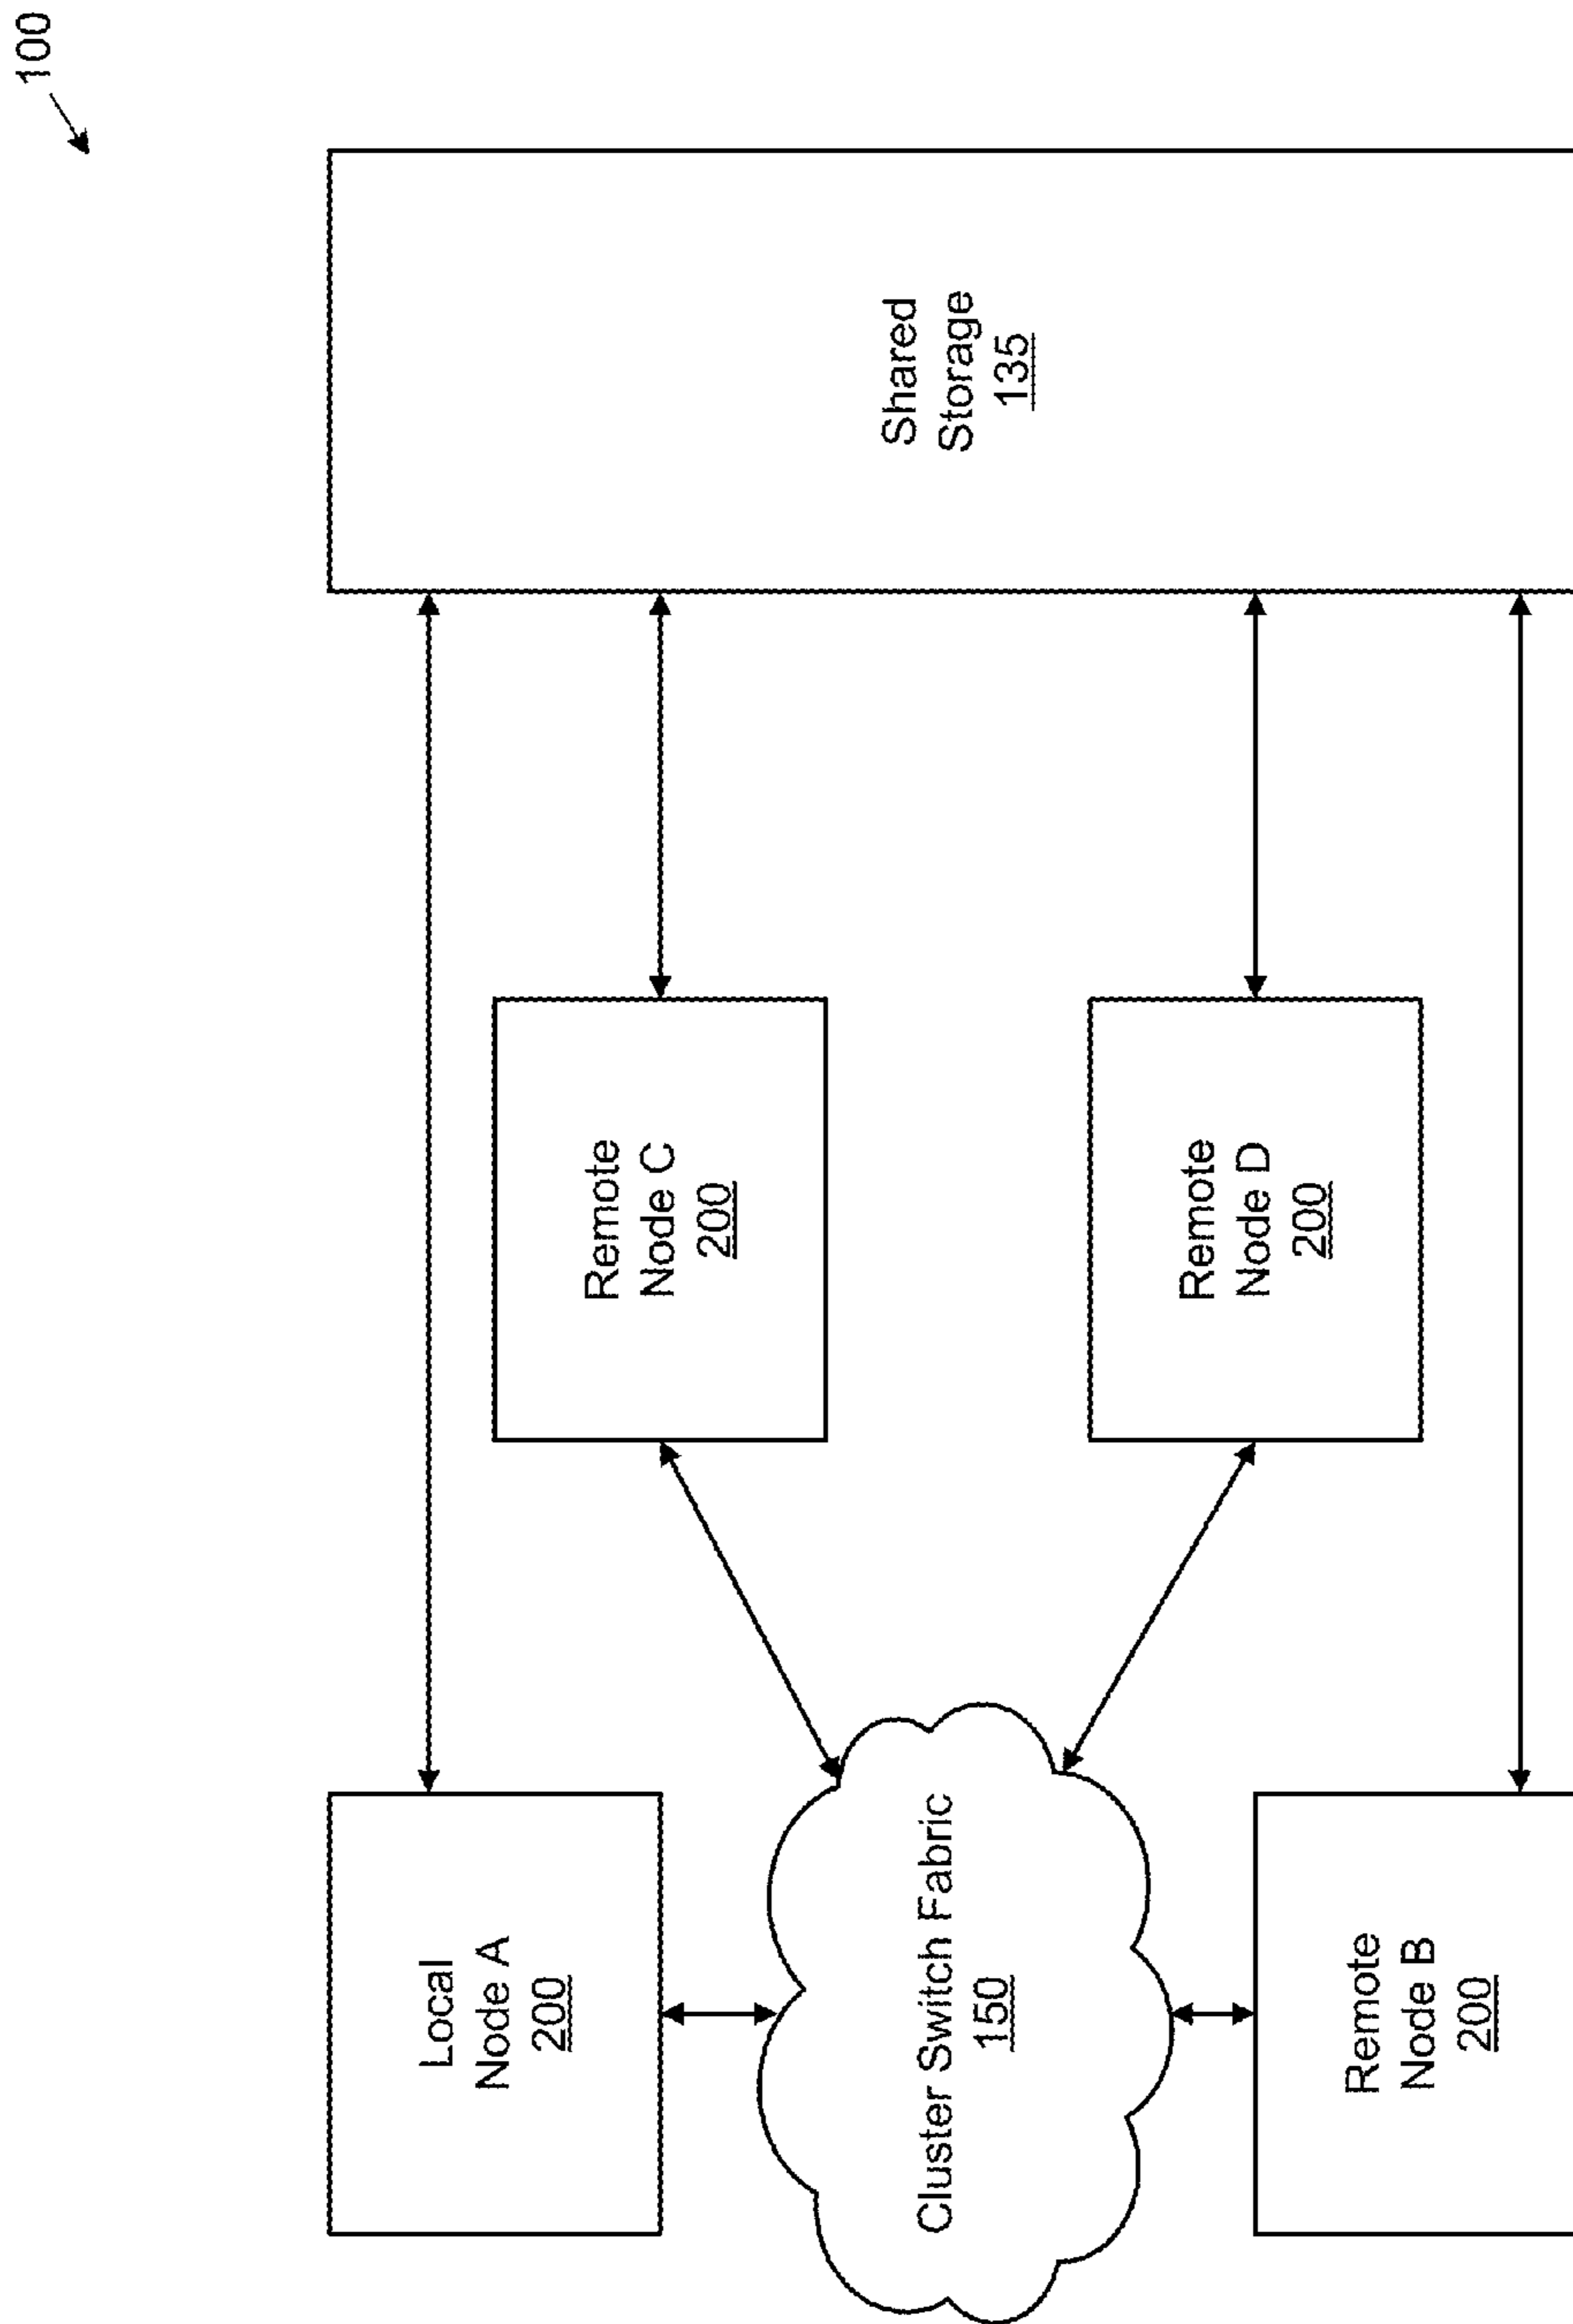 100
Local
Node A
200
Remote
Node C
200
Shared
Storage
135
Cluster Switch Fabric
150
Remote
Node D
200
Remote
Node B
200